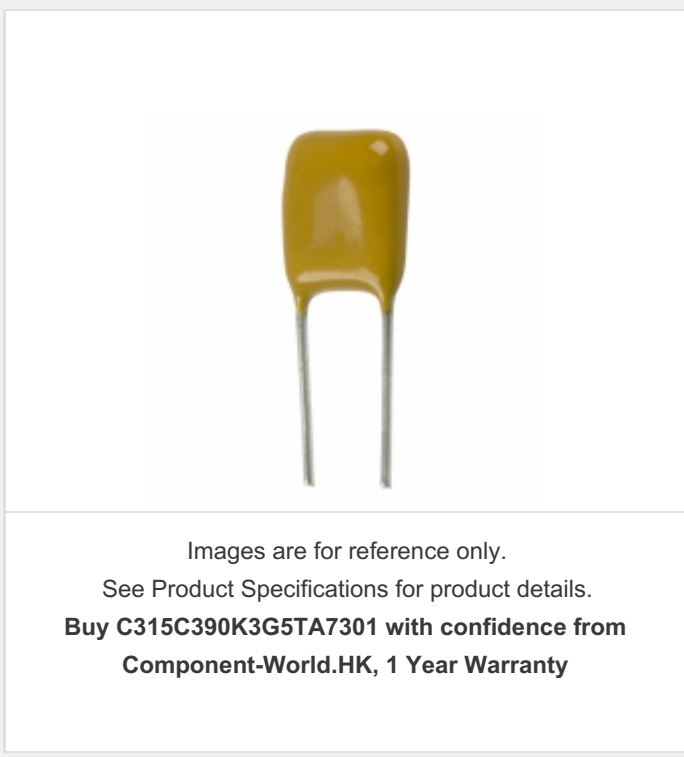 Images are for reference only.
See Product Specifications for product details.
Buy C315C390K3G5TA7301 with confidence from
Component-World.HK, 1 Year Warranty